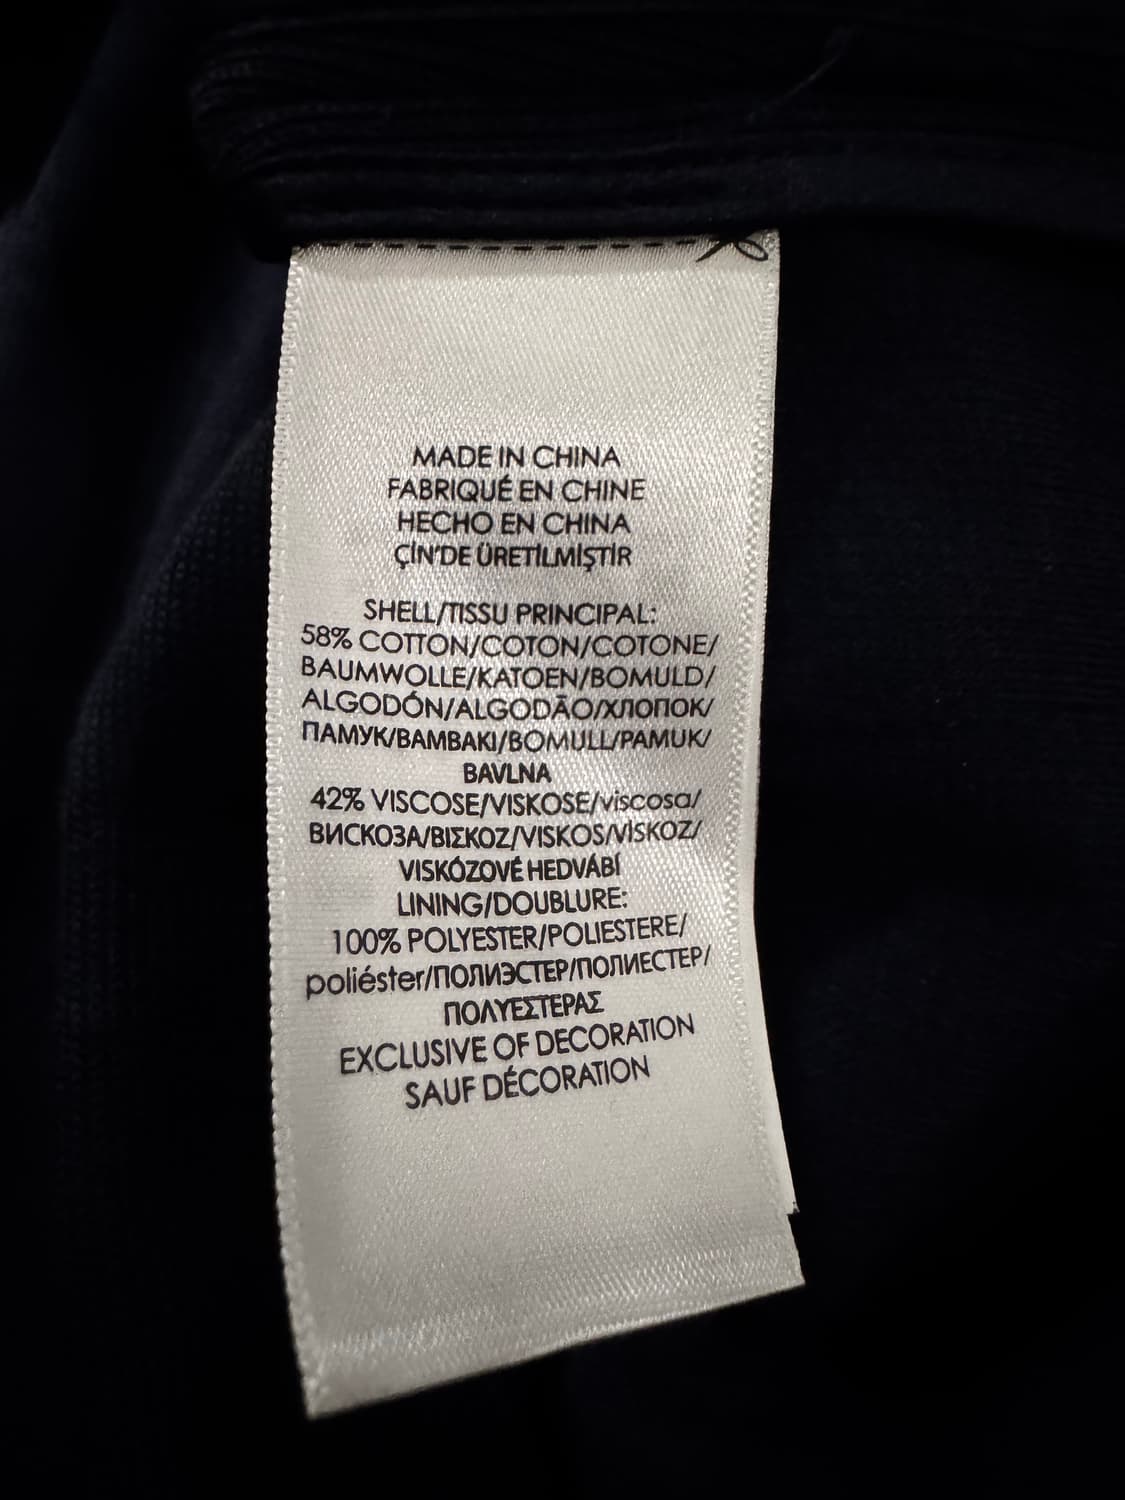 MADE IN CHINA
FABRIQUÉ EN CHINE
HECHO EN CHINA
ÇİN'DE ÜRETİLMİŞTİR
SHELL/TISSU PRINCIPAL:
58% COTTON/COTON/COTONE/
BAUMWOLLE/KATOEN/BOMULD/
ALGODÓN/ALGODÃO/ХЛОПОК/
ПАМУК/BAMBAKI/BOMULL/PAMUK/
BAVLNA
42% VISCOSE/VISKOSE/viscosa/
ВИСКОЗА/ΒΙΣΚΟΖ/VISKOS/VİSKOZ/
VISKÓZOVÉ HEDVÁBÍ
LINING/DOUBLURE:
100% POLYESTER/POLIESTERE/
poliéster/ПОЛИЭСТЕР/ПОЛИЕСТЕР/
ΠΟΛΥΕΣΤΕΡΑΣ
EXCLUSIVE OF DECORATION
SAUF DÉCORATION